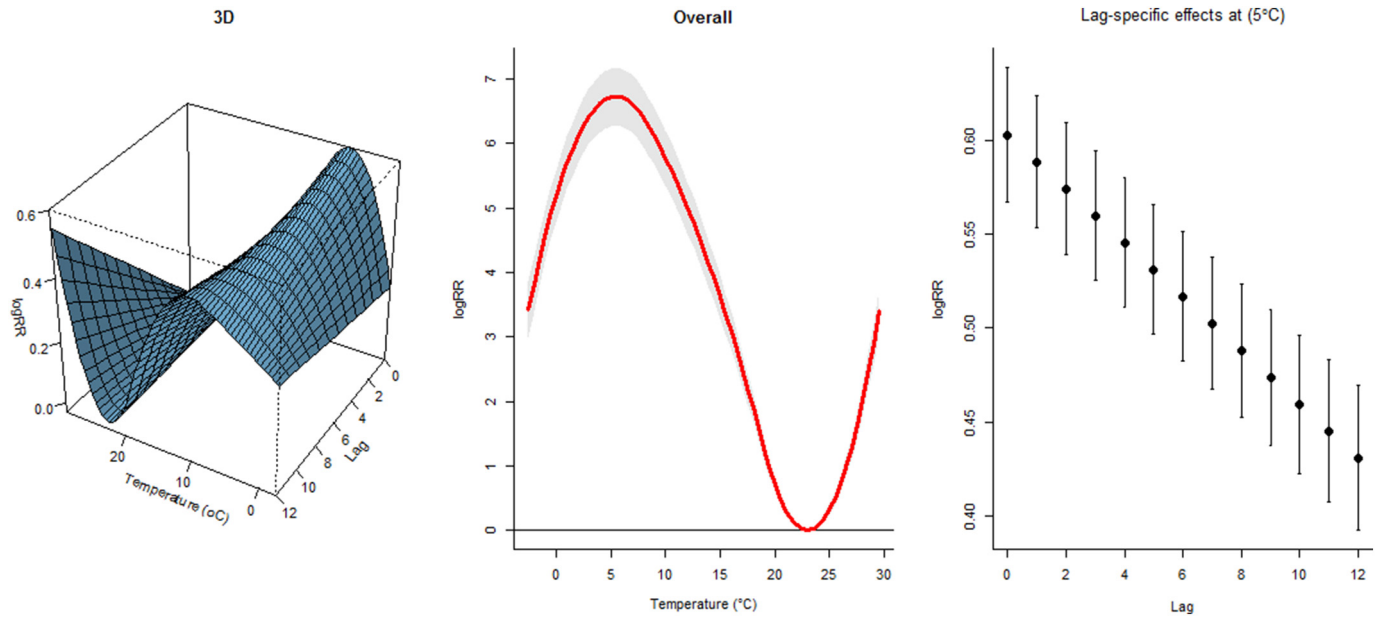 3D
0.6
0.4
0.2
0.0
logRR
20
10
0
Temperature (oC)
0
2
4
6
8
10
12
Lag
Overall
7
6
5
4
3
2
1
0
logRR
0 5 10 15 20 25 30
Temperature (°C)
Lag-specific effects at (5°C)
0.60
0.55
0.50
0.45
0.40
logRR
0 2 4 6 8 10 12
Lag